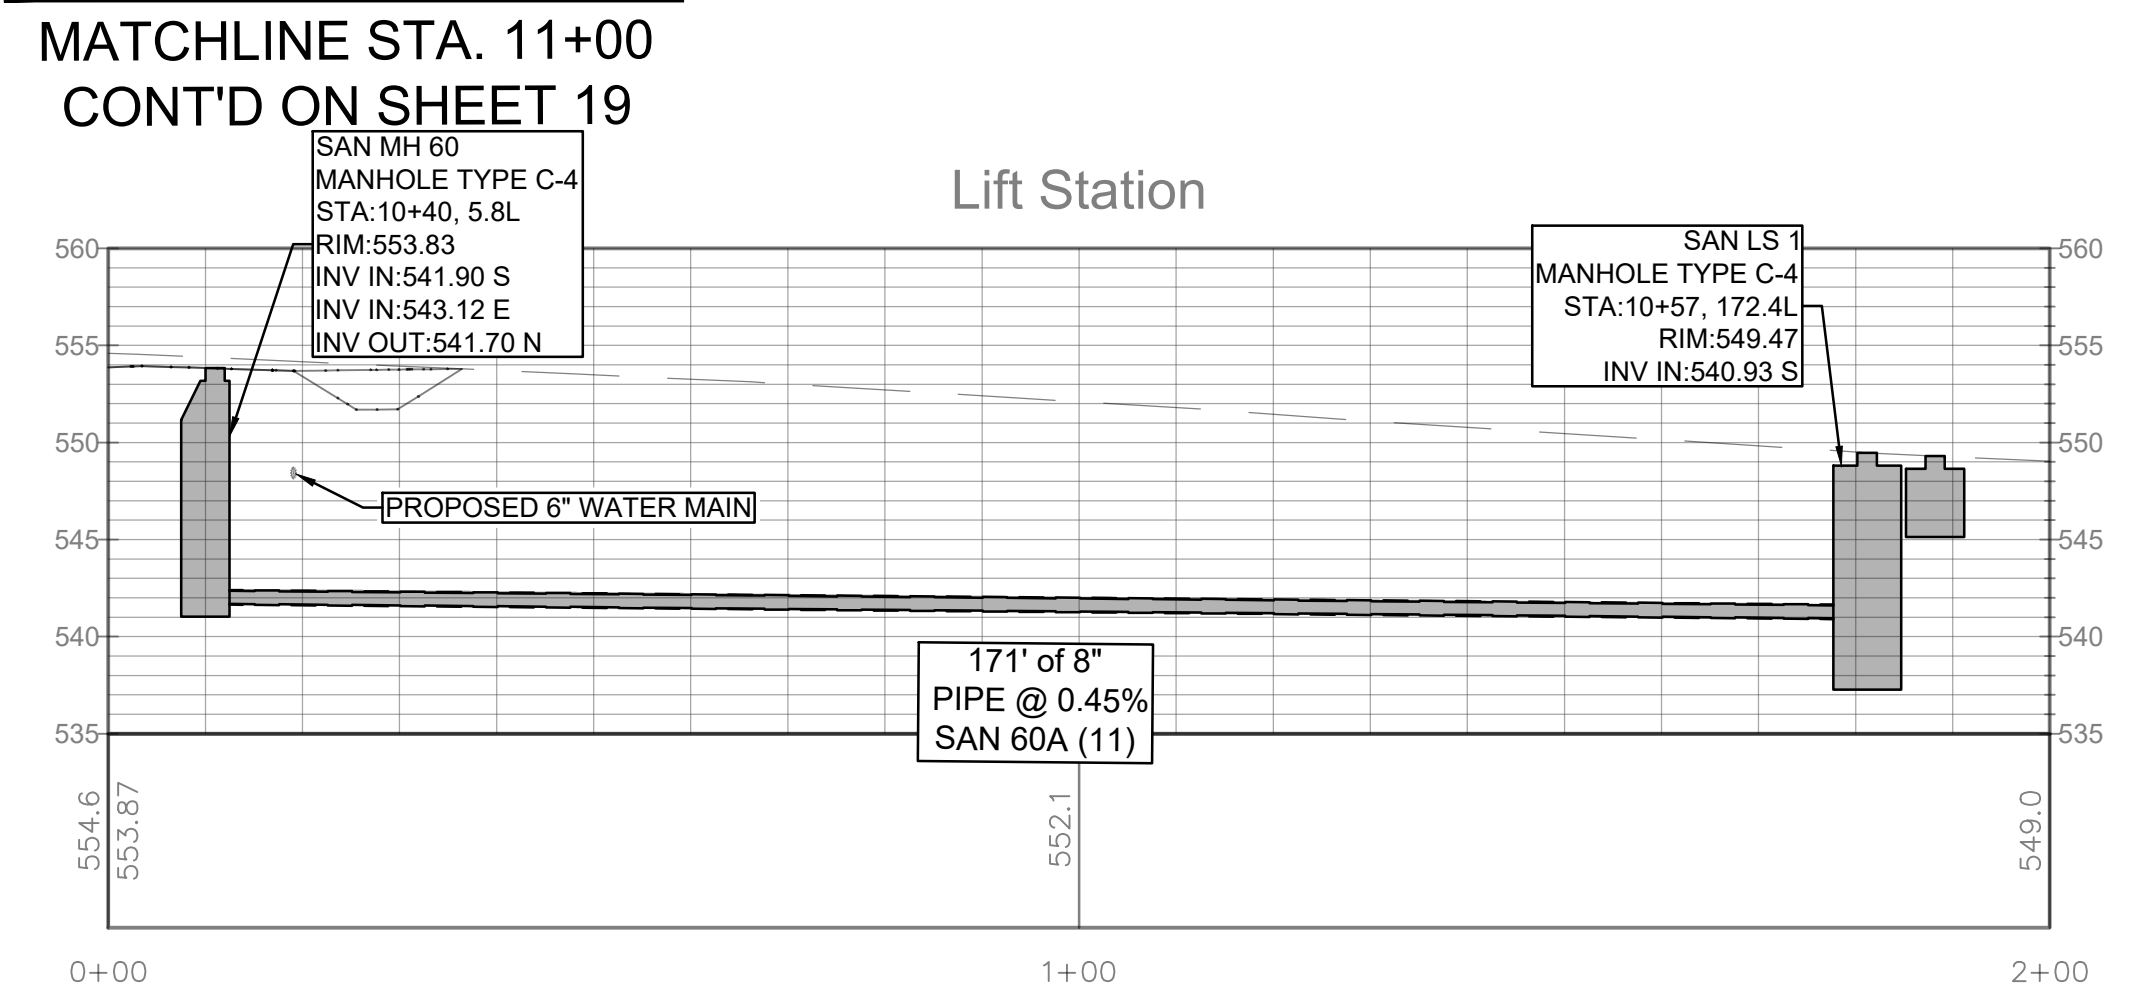 MATCHLINE STA. 11+00
CONT'D ON SHEET 19
SAN MH 60
MANHOLE TYPE C-4
STA:10+40, 5.8L
RIM:553.83
INV IN:541.90 S
INV IN:543.12 E
INV OUT:541.70 N
Lift Station
SAN LS 1
MANHOLE TYPE C-4
STA:10+57, 172.4L
RIM:549.47
INV IN:540.93 S
560
555
550
545
540
535
560
555
550
545
540
535
PROPOSED 6" WATER MAIN
171' of 8"
PIPE @ 0.45%
SAN 60A (11)
554.6
553.87
552.1
549.0
0+00
1+00
2+00